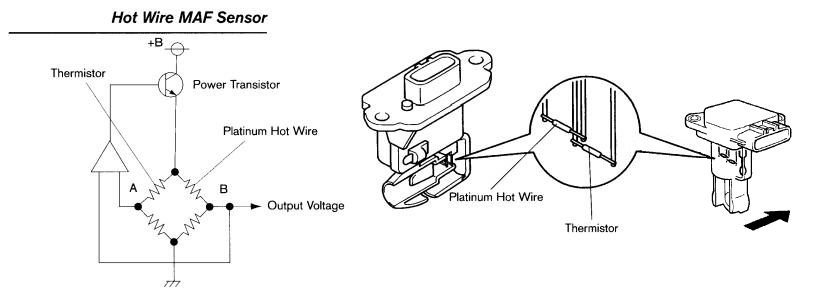 Hot Wire MAF Sensor
+B
Thermistor
Power Transistor
Platinum Hot Wire
A
B
Output Voltage
Platinum Hot Wire
Thermistor